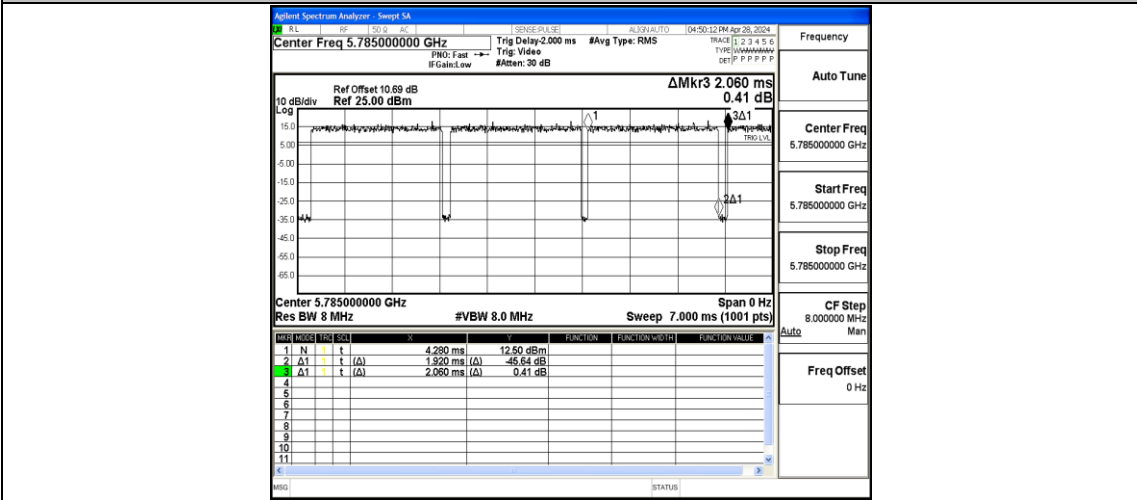 Agilent Spectrum Analyzer - Swept SA
LXI RL RF 50 Ω AC SENSE:PULSE ALIGN AUTO 04:50:12 PM Apr 28, 2024
Center Freq 5.785000000 GHz
PNO: Fast
IFGain:Low
Trig Delay-2.000 ms
Trig: Video
#Atten: 30 dB
#Avg Type: RMS
TRACE 1 2 3 4 5 6
TYPE WWWWWW
DET P P P P P P
Ref Offset 10.69 dB
10 dB/div Ref 25.00 dBm
Log
ΔMkr3 2.060 ms
0.41 dB
15.0
5.00
-5.00
-15.0
-25.0
-35.0
-45.0
-55.0
-65.0
1
3Δ1
TRIG LVL
2Δ1
Center 5.785000000 GHz Span 0 Hz
Res BW 8 MHz #VBW 8.0 MHz Sweep 7.000 ms (1001 pts)
MKR MODE TRC SCL X Y FUNCTION FUNCTION WIDTH FUNCTION VALUE
1 N 1 t 4.280 ms 12.50 dBm
2 Δ1 1 t (Δ) 1.920 ms (Δ) -45.64 dB
3 Δ1 1 t (Δ) 2.060 ms (Δ) 0.41 dB
4
5
6
7
8
9
10
11
MSG STATUS
Frequency
Auto Tune
Center Freq
5.785000000 GHz
Start Freq
5.785000000 GHz
Stop Freq
5.785000000 GHz
CF Step
8.000000 MHz
Auto Man
Freq Offset
0 Hz